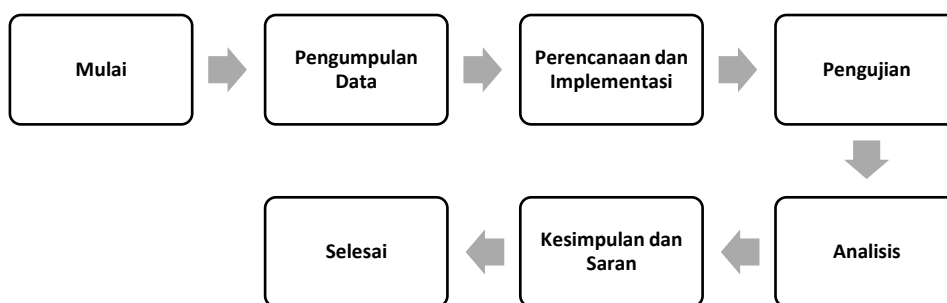 Mulai
Pengumpulan
Data
Perencanaan dan
Implementasi
Pengujian
Analisis
Kesimpulan dan
Saran
Selesai